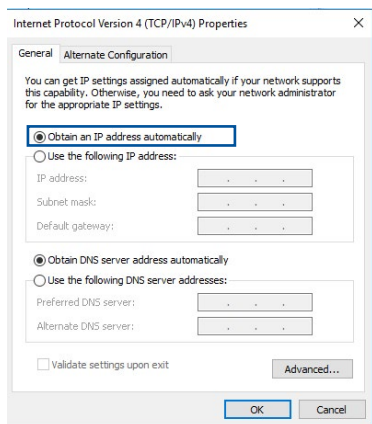 Internet Protocol Version 4 (TCP/IPv4) Properties
General
Alternate Configuration
You can get IP settings assigned automatically if your network supports
this capability. Otherwise, you need to ask your network administrator
for the appropriate IP settings.
Obtain an IP address automatically
Use the following IP address:
IP address:
Subnet mask:
Default gateway:
Obtain DNS server address automatically
Use the following DNS server addresses:
Preferred DNS server:
Alternate DNS server:
Validate settings upon exit
Advanced...
OK
Cancel